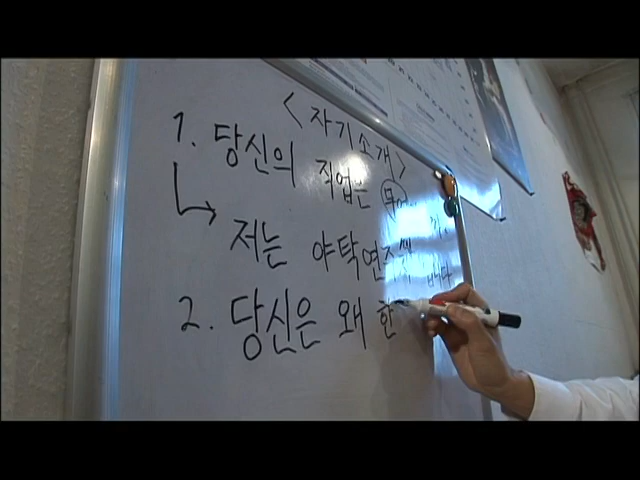 <자기소개>
1. 당신의 직업은
저는 야탁연주
2. 당신은 왜 한